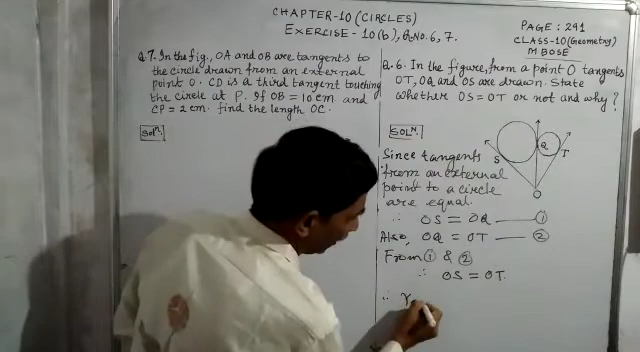 CHAPTER-10 (CIRCLES)
EXERCISE-10(b), Q.NO.6, 7.
PAGE: 291
CLASS-10 (Geometry)
MBOSE
Q.7. In the fig., OA and OB are tangents to
the circle drawn from an external
point O. CD is a third tangent touching
the circle at P. If OB = 10 cm and
CP = 2 cm. find the length OC.
Solⁿ.
Q.6. In the figure, from a point O tangents
OT, OQ and OS are drawn. State
whether OS = OT or not and why?
SOLᴺ.
S
Q
T
O
Since tangents
from an external
point to a circle
are equal.
∴ OS = OQ — ①
Also, OQ = OT — ②
From ① & ②
∴ OS = OT.
∴ Y